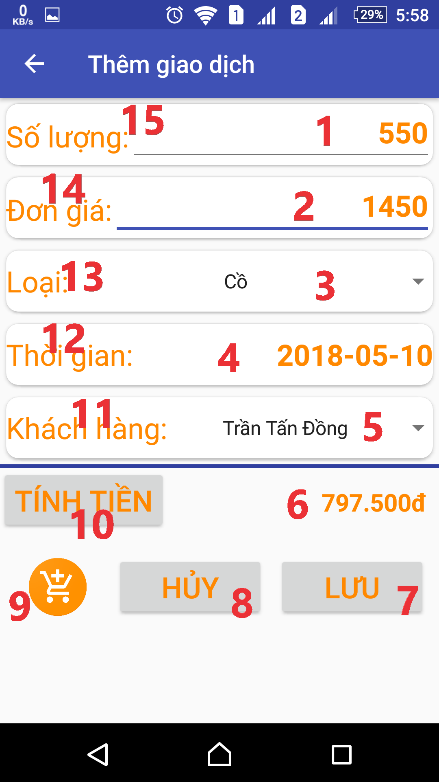 0 KB/s 1 2 29% 5:58
Thêm giao dịch
15
Số lượng: 1 550
14
Đơn giá: 2 1450
Loại: 13 Cồ 3
12
Thời gian: 4 2018-05-10
11
Khách hàng: Trần Tấn Đồng 5
TÍNH TIỀN 6 797.500đ
10
HỦY LƯU
9 8 7